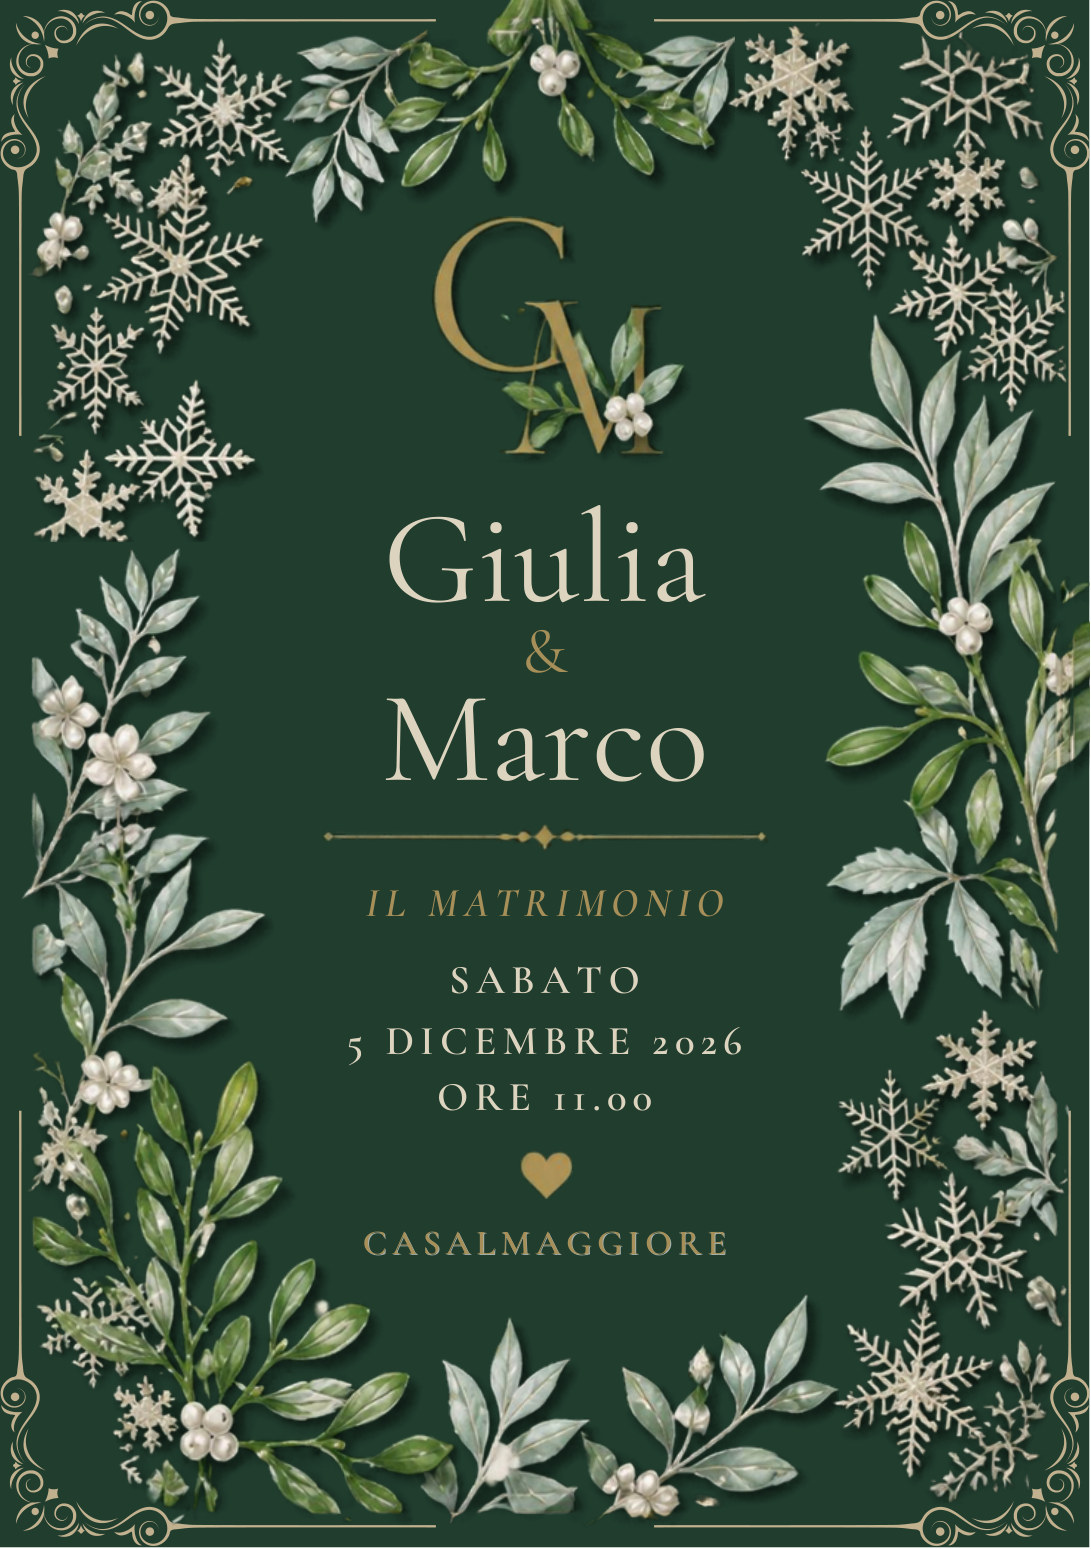 GM
Giulia
&
Marco
IL MATRIMONIO
SABATO
5 DICEMBRE 2026
ORE 11.00
CASALMAGGIORE